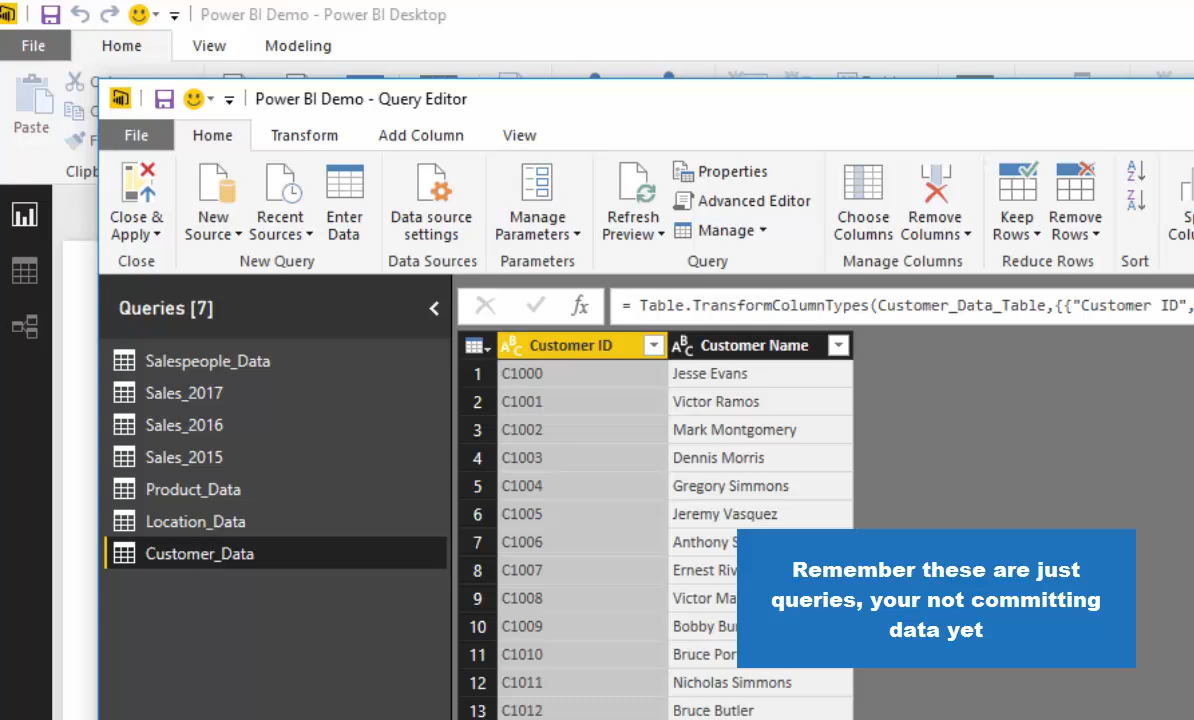 Power BI Demo - Power BI Desktop
File Home View Modeling
Paste
Power BI Demo - Query Editor
File Home Transform Add Column View
Close & Apply New Source Recent Sources Enter Data Data source settings Manage Parameters Refresh Preview Properties Advanced Editor Manage Choose Columns Remove Columns Keep Rows Remove Rows
Close New Query Data Sources Parameters Query Manage Columns Reduce Rows Sort
Queries [7]
= Table.TransformColumnTypes(Customer_Data_Table,{{"Customer ID",
Salespeople_Data
Sales_2017
Sales_2016
Sales_2015
Product_Data
Location_Data
Customer_Data
Customer ID Customer Name
1 C1000 Jesse Evans
2 C1001 Victor Ramos
3 C1002 Mark Montgomery
4 C1003 Dennis Morris
5 C1004 Gregory Simmons
6 C1005 Jeremy Vasquez
7 C1006 Anthony
8 C1007 Ernest
9 C1008 Victor
10 C1009 Bobby
11 C1010 Bruce
12 C1011 Nicholas Simmons
13 C1012 Bruce Butler
Remember these are just
queries, your not committing
data yet